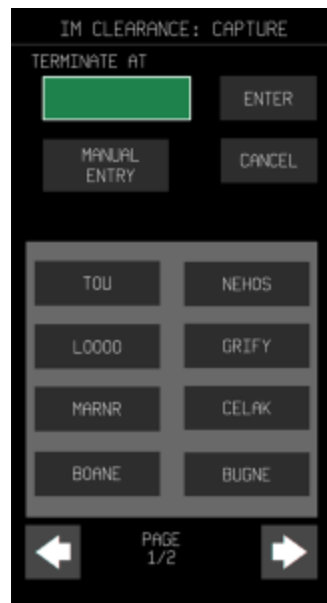 IM CLEARANCE: CAPTURE
TERMINATE AT
ENTER
MANUAL
ENTRY
CANCEL
TOU
NEHOS
LOOOO
GRIFY
MARNR
CELAK
BOANE
BUGNE
PAGE
1/2